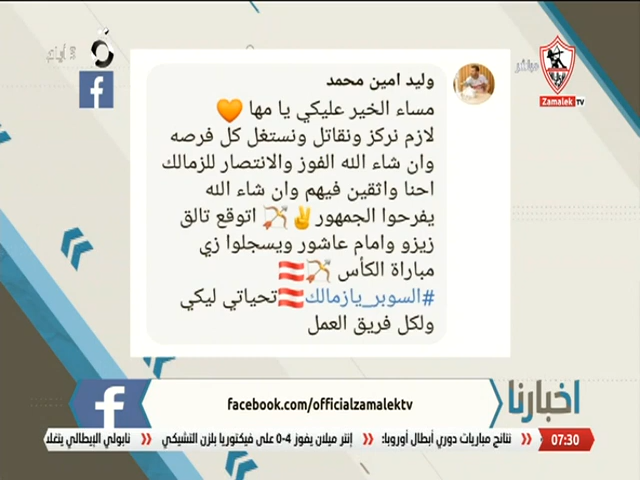 مباشر
Zamalek TV
وليد امين محمد
مساء الخير عليكي يا مها 🧡
لازم نركز ونقاتل ونستغل كل فرصه
وان شاء الله الفوز والانتصار للزمالك
احنا واثقين فيهم وان شاء الله
يفرحوا الجمهور✌️🏹 اتوقع تالق
زيزو وامام عاشور ويسجلوا زي
مباراة الكأس 🏹🇦🇹
#السوبر_يازمالك🇦🇹تحياتي ليكي
ولكل فريق العمل
اخبارنا
facebook.com/officialzamalektv
07:30 نتائج مباريات دوري أبطال أوروبا: إنتر ميلان يفوز 4-0 على فيكتوريا بلزن التشيكي نابولي الإيطالي يتغلا